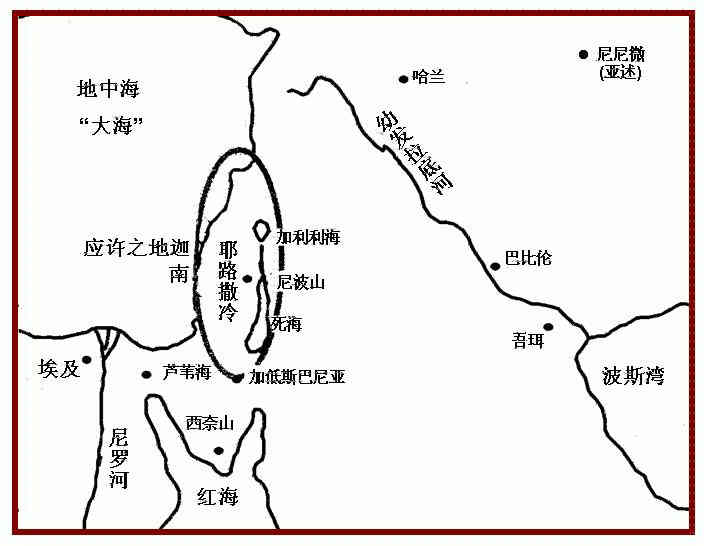 尼尼微
(亚述)
哈兰
地中海
“大海”
幼发拉底河
加利利海
应许之地迦
南
耶路撒冷
巴比伦
尼波山
死海
吾珥
埃及
芦苇海
加低斯巴尼亚
波斯湾
西奈山
尼罗河
红海